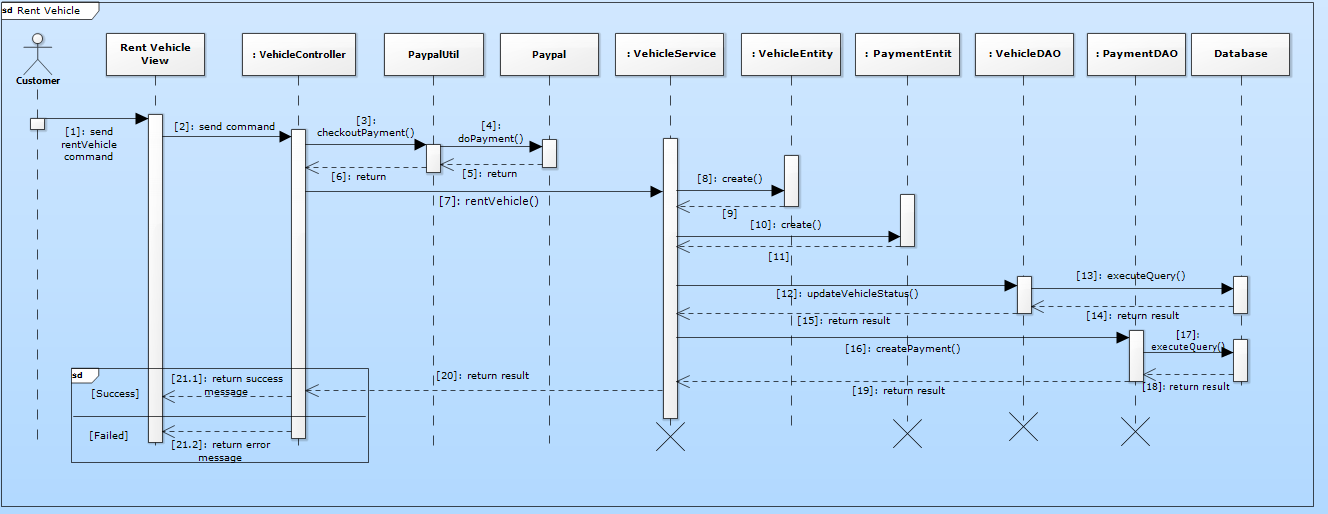 sd Rent Vehicle
Customer
Rent Vehicle
View
: VehicleController
PaypalUtil
Paypal
: VehicleService
: VehicleEntity
: PaymentEntit
: VehicleDAO
: PaymentDAO
Database
[1]: send
rentVehicle
command
[2]: send command
[3]:
checkoutPayment()
[4]:
doPayment()
[5]: return
[6]: return
[7]: rentVehicle()
[8]: create()
[9]
[10]: create()
[11]
[12]: updateVehicleStatus()
[13]: executeQuery()
[14]: return result
[15]: return result
[16]: createPayment()
[17]:
executeQuery()
[18]: return result
[19]: return result
[20]: return result
sd
[Success]
[21.1]: return success
message
[Failed]
[21.2]: return error
message